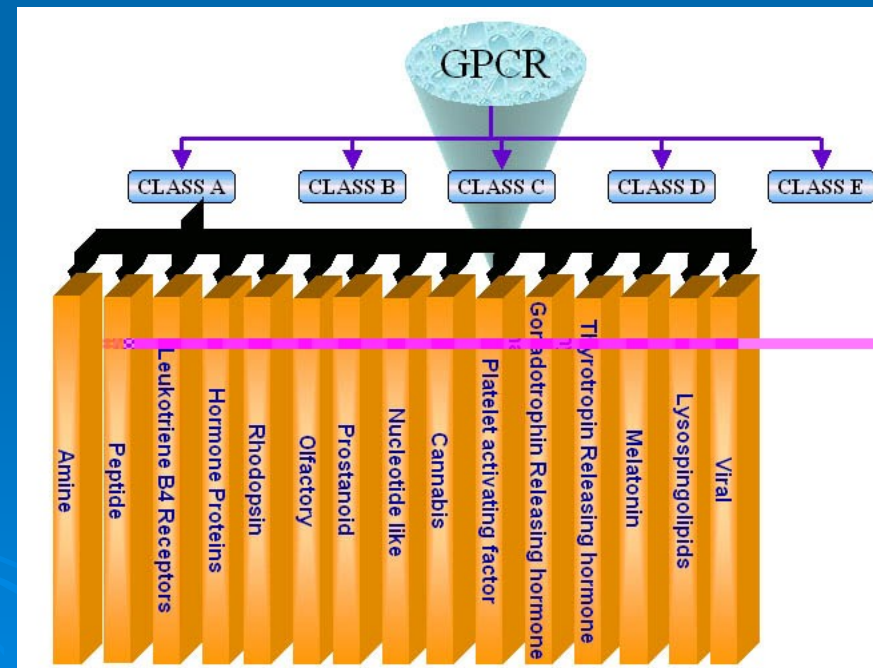 GPCR
CLASS A
CLASS B
CLASS C
CLASS D
CLASS E
Amine
Peptide
Leukotriene B4 Receptors
Hormone Proteins
Rhodopsin
Olfactory
Prostanoid
Nucleotide like
Cannabis
Platelet activating factor
Gonadotrophin Releasing hormone
Thyrotropin Releasing hormone
Melatonin
Lysospingolipids
Viral